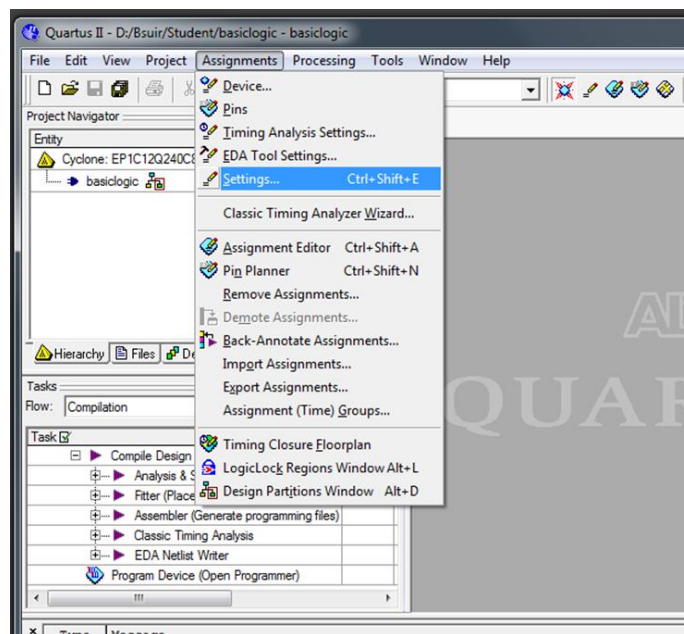 Quartus II - D:/Bsuir/Student/basiclogic - basiclogic
File Edit View Project Assignments Processing Tools Window Help
Project Navigator
Entity
Cyclone: EP1C12Q240C8
basiclogic
Hierarchy Files De
Device...
Pins
Timing Analysis Settings...
EDA Tool Settings...
Settings... Ctrl+Shift+E
Classic Timing Analyzer Wizard...
Assignment Editor Ctrl+Shift+A
Pin Planner Ctrl+Shift+N
Remove Assignments...
Demote Assignments...
Back-Annotate Assignments...
Import Assignments...
Export Assignments...
Assignment (Time) Groups...
Timing Closure Floorplan
LogicLock Regions Window Alt+L
Design Partitions Window Alt+D
Tasks
Flow: Compilation
Task
Compile Design
Analysis & S
Fitter (Place
Assembler (Generate programming files)
Classic Timing Analysis
EDA Netlist Writer
Program Device (Open Programmer)
QUAR